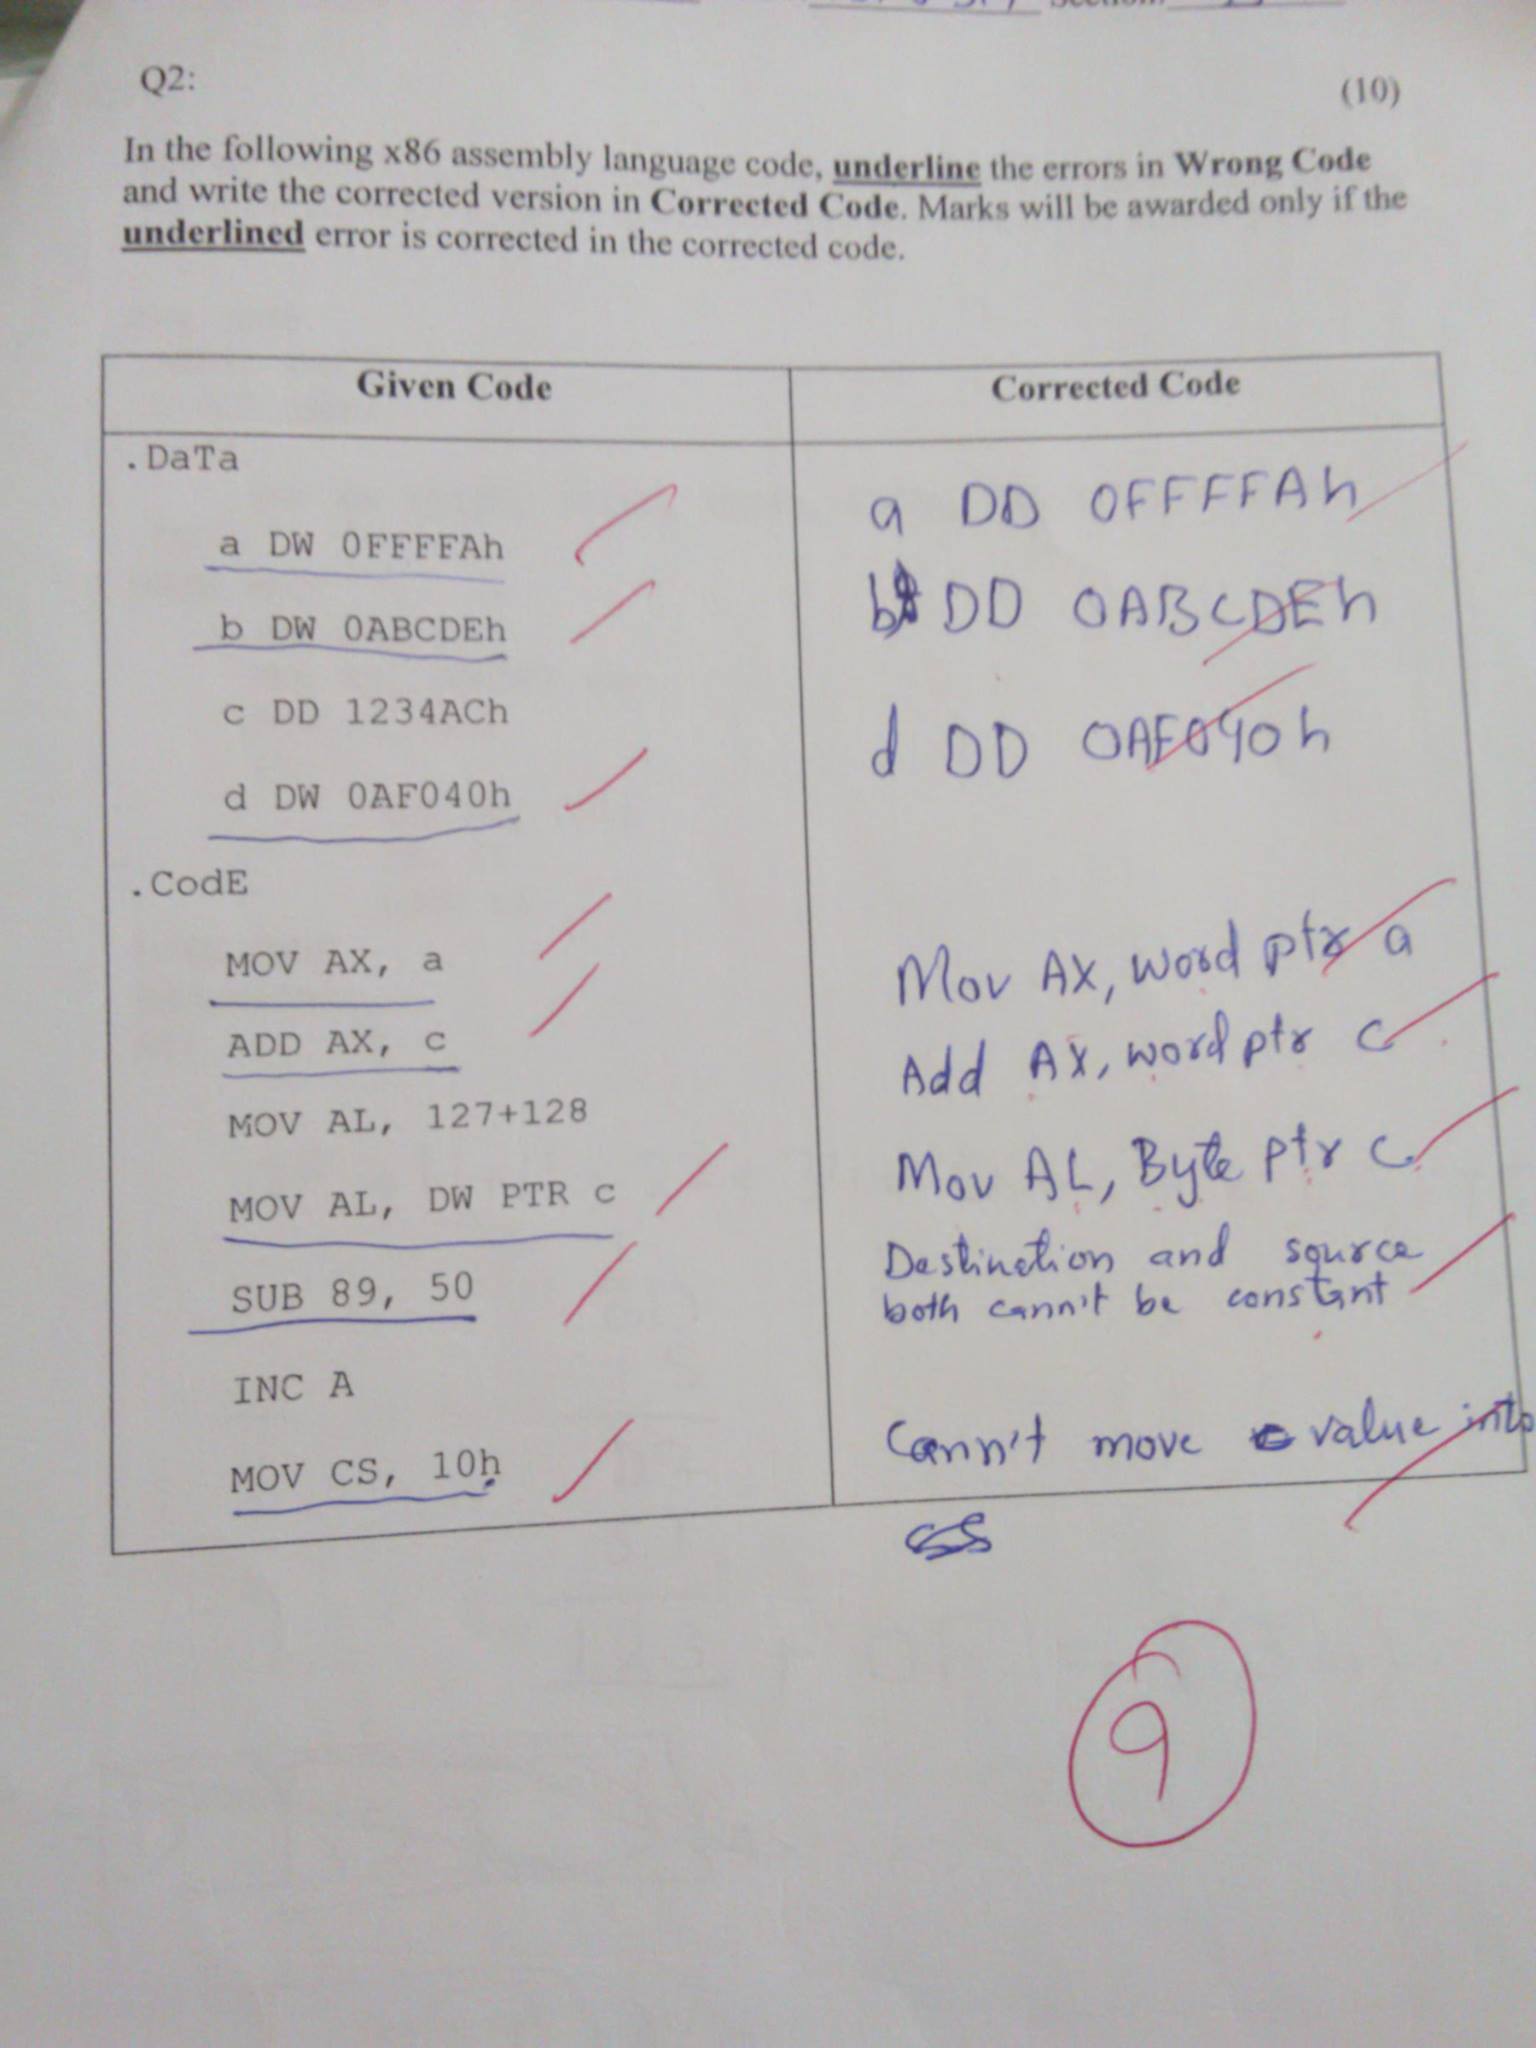 Q2:
(10)
In the following x86 assembly language code, underline the errors in Wrong Code
and write the corrected version in Corrected Code. Marks will be awarded only if the
underlined error is corrected in the corrected code.
Given Code
Corrected Code
.DaTa
a DW 0FFFFAh
a DD 0FFFFAh
b DW 0ABCDEh
b DD 0ABCDEh
c DD 1234ACh
d DW 0AF040h
d DD 0AF040h
.CodE
MOV AX, a
Mov AX, word ptr a
ADD AX, c
Add AX, word ptr c
MOV AL, 127+128
MOV AL, DW PTR c
Mov AL, Byte ptr c
SUB 89, 50
Destination and source
both cann't be constant
INC A
MOV CS, 10h
Cann't move value into
CS
9